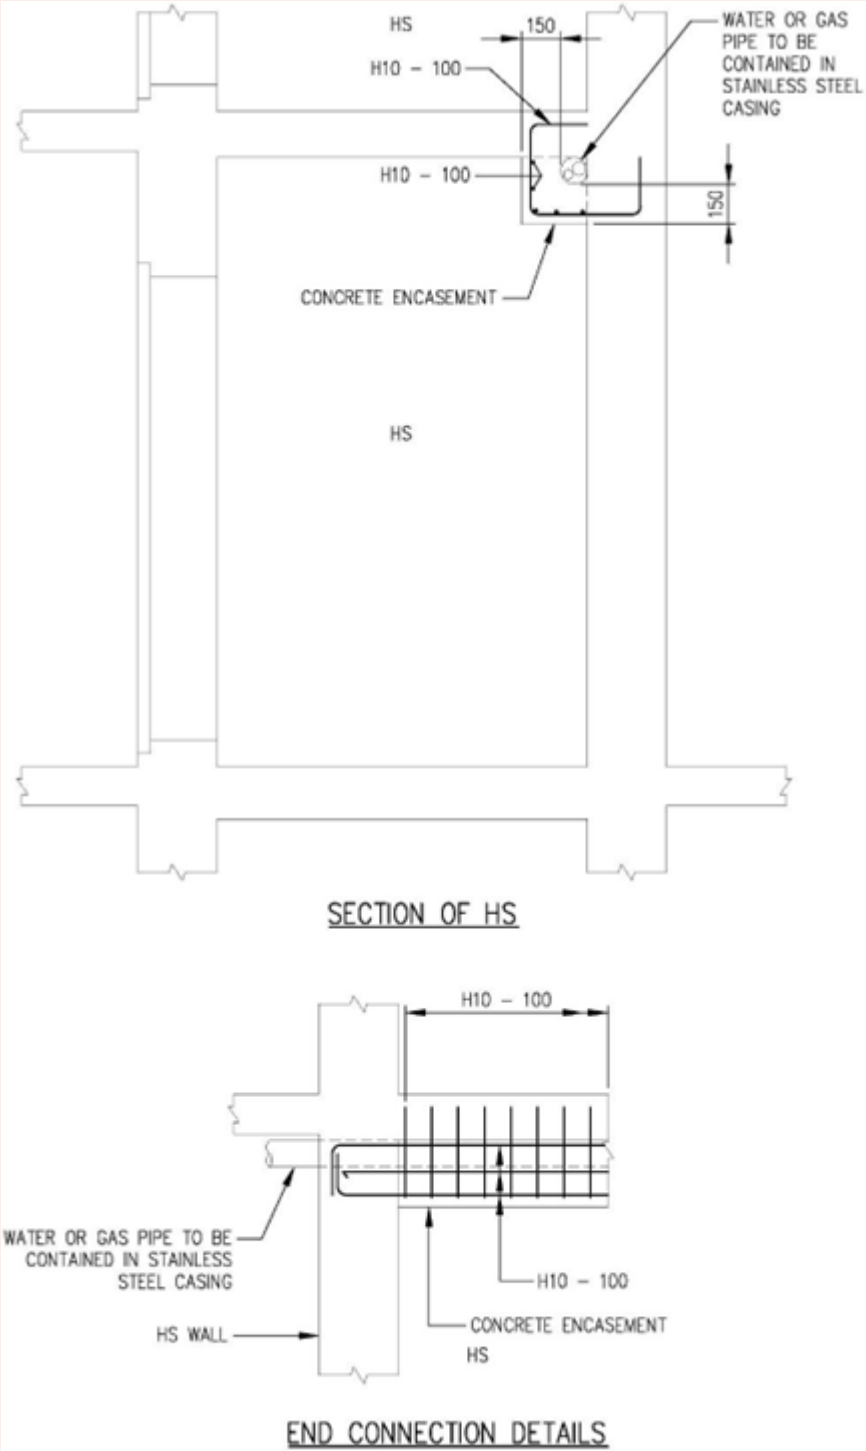 HS
150
WATER OR GAS
PIPE TO BE
CONTAINED IN
STAINLESS STEEL
CASING
H10 - 100
H10 - 100
150
CONCRETE ENCASEMENT
HS
SECTION OF HS
H10 - 100
WATER OR GAS PIPE TO BE
CONTAINED IN STAINLESS
STEEL CASING
H10 - 100
HS WALL
CONCRETE ENCASEMENT
HS
END CONNECTION DETAILS